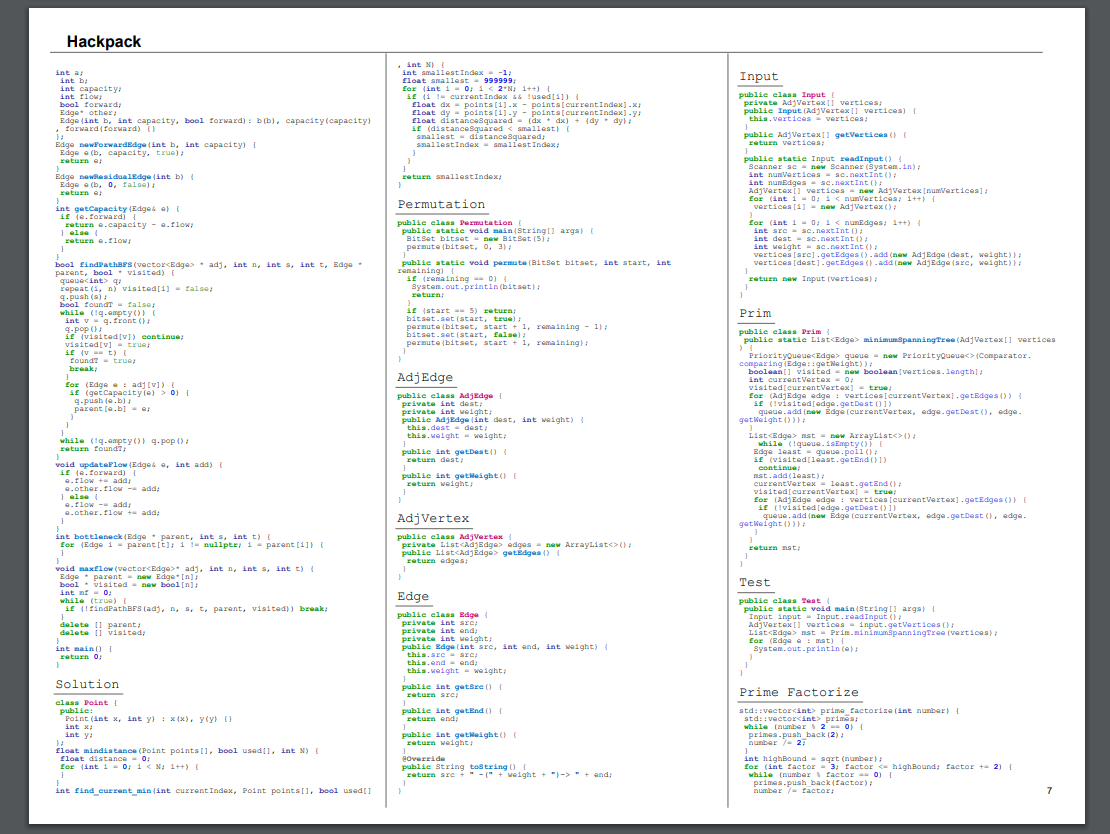 Hackpack
int a;
int b;
int capacity;
int flow;
bool forward;
Edge* other;
Edge(int b, int capacity, bool forward): b(b), capacity(capacity)
, forward(forward) {}
};
Edge newForwardEdge(int b, int capacity) {
Edge e(b, capacity, true);
return e;
}
Edge newResidualEdge(int b) {
Edge e(b, 0, false);
return e;
}
int getCapacity(Edge& e) {
if (e.forward) {
return e.capacity - e.flow;
} else {
return e.flow;
}
}
bool findPathBFS(vector<Edge> * adj, int n, int s, int t, Edge *
parent, bool * visited) {
queue<int> q;
repeat(i, n) visited[i] = false;
q.push(s);
bool foundT = false;
while (!q.empty()) {
int v = q.front();
q.pop();
if (visited[v]) continue;
visited[v] = true;
if (v == t) {
foundT = true;
break;
}
for (Edge e : adj[v]) {
if (getCapacity(e) > 0) {
q.push(e.b);
parent[e.b] = e;
}
}
}
while (!q.empty()) q.pop();
return foundT;
}
void updateFlow(Edge& e, int add) {
if (e.forward) {
e.flow += add;
e.other.flow -= add;
} else {
e.flow -= add;
e.other.flow += add;
}
}
int bottleneck(Edge * parent, int s, int t) {
for (Edge i = parent[t]; i != nullptr; i = parent[i]) {
}
}
void maxflow(vector<Edge>* adj, int n, int s, int t) {
Edge * parent = new Edge*[n];
bool * visited = new bool[n];
int mf = 0;
while (true) {
if (!findPathBFS(adj, n, s, t, parent, visited)) break;
}
delete [] parent;
delete [] visited;
}
int main() {
return 0;
}
Solution
class Point {
public:
Point(int x, int y) : x(x), y(y) {}
int x;
int y;
};
float mindistance(Point points[], bool used[], int N) {
float distance = 0;
for (int i = 0; i < N; i++) {
}
}
int find_current_min(int currentIndex, Point points[], bool used[]
, int N) {
int smallestIndex = -1;
float smallest = 999999;
for (int i = 0; i < 2*N; i++) {
if (i != currentIndex && !used[i]) {
float dx = points[i].x - points[currentIndex].x;
float dy = points[i].y - points[currentIndex].y;
float distanceSquared = (dx * dx) + (dy * dy);
if (distanceSquared < smallest) {
smallest = distanceSquared;
smallestIndex = smallestIndex;
}
}
}
return smallestIndex;
}
Permutation
public class Permutation {
public static void main(String[] args) {
BitSet bitset = new BitSet(5);
permute(bitset, 0, 3);
}
public static void permute(BitSet bitset, int start, int
remaining) {
if (remaining == 0) {
System.out.println(bitset);
return;
}
if (start == 5) return;
bitset.set(start, true);
permute(bitset, start + 1, remaining - 1);
bitset.set(start, false);
permute(bitset, start + 1, remaining);
}
}
AdjEdge
public class AdjEdge {
private int dest;
private int weight;
public AdjEdge(int dest, int weight) {
this.dest = dest;
this.weight = weight;
}
public int getDest() {
return dest;
}
public int getWeight() {
return weight;
}
}
AdjVertex
public class AdjVertex {
private List<AdjEdge> edges = new ArrayList<>();
public List<AdjEdge> getEdges() {
return edges;
}
}
Edge
public class Edge {
private int src;
private int end;
private int weight;
public Edge(int src, int end, int weight) {
this.src = src;
this.end = end;
this.weight = weight;
}
public int getSrc() {
return src;
}
public int getEnd() {
return end;
}
public int getWeight() {
return weight;
}
@Override
public String toString() {
return src + " -(" + weight + ")-> " + end;
}
}
Input
public class Input {
private AdjVertex[] vertices;
public Input(AdjVertex[] vertices) {
this.vertices = vertices;
}
public AdjVertex[] getVertices() {
return vertices;
}
public static Input readInput() {
Scanner sc = new Scanner(System.in);
int numVertices = sc.nextInt();
int numEdges = sc.nextInt();
AdjVertex[] vertices = new AdjVertex[numVertices];
for (int i = 0; i < numVertices; i++) {
vertices[i] = new AdjVertex();
}
for (int i = 0; i < numEdges; i++) {
int src = sc.nextInt();
int dest = sc.nextInt();
int weight = sc.nextInt();
vertices[src].getEdges().add(new AdjEdge(dest, weight));
vertices[dest].getEdges().add(new AdjEdge(src, weight));
}
return new Input(vertices);
}
}
Prim
public class Prim {
public static List<Edge> minimumSpanningTree(AdjVertex[] vertices
) {
PriorityQueue<Edge> queue = new PriorityQueue<>(Comparator.
comparing(Edge::getWeight));
boolean[] visited = new boolean[vertices.length];
int currentVertex = 0;
visited[currentVertex] = true;
for (AdjEdge edge : vertices[currentVertex].getEdges()) {
if (!visited[edge.getDest()])
queue.add(new Edge(currentVertex, edge.getDest(), edge.
getWeight()));
}
List<Edge> mst = new ArrayList<>();
while (!queue.isEmpty()) {
Edge least = queue.poll();
if (visited[least.getEnd()])
continue;
mst.add(least);
currentVertex = least.getEnd();
visited[currentVertex] = true;
for (AdjEdge edge : vertices[currentVertex].getEdges()) {
if (!visited[edge.getDest()])
queue.add(new Edge(currentVertex, edge.getDest(), edge.
getWeight()));
}
}
return mst;
}
}
Test
public class Test {
public static void main(String[] args) {
Input input = Input.readInput();
AdjVertex[] vertices = input.getVertices();
List<Edge> mst = Prim.minimumSpanningTree(vertices);
for (Edge e : mst) {
System.out.println(e);
}
}
}
Prime Factorize
std::vector<int> prime_factorize(int number) {
std::vector<int> primes;
while (number % 2 == 0) {
primes.push_back(2);
number /= 2;
}
int highBound = sqrt(number);
for (int factor = 3; factor <= highBound; factor += 2) {
while (number % factor == 0) {
primes.push_back(factor);
number /= factor;
7